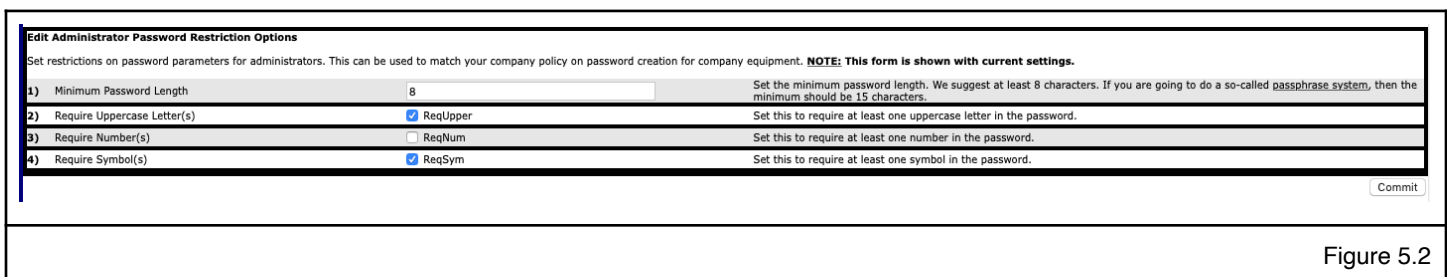 Edit Administrator Password Restriction Options
Set restrictions on password parameters for administrators. This can be used to match your company policy on password creation for company equipment. NOTE: This form is shown with current settings.
1) Minimum Password Length 8 Set the minimum password length. We suggest at least 8 characters. If you are going to do a so-called passphrase system, then the
minimum should be 15 characters.
2) Require Uppercase Letter(s) ReqUpper Set this to require at least one uppercase letter in the password.
3) Require Number(s) ReqNum Set this to require at least one number in the password.
4) Require Symbol(s) ReqSym Set this to require at least one symbol in the password.
Commit
Figure 5.2